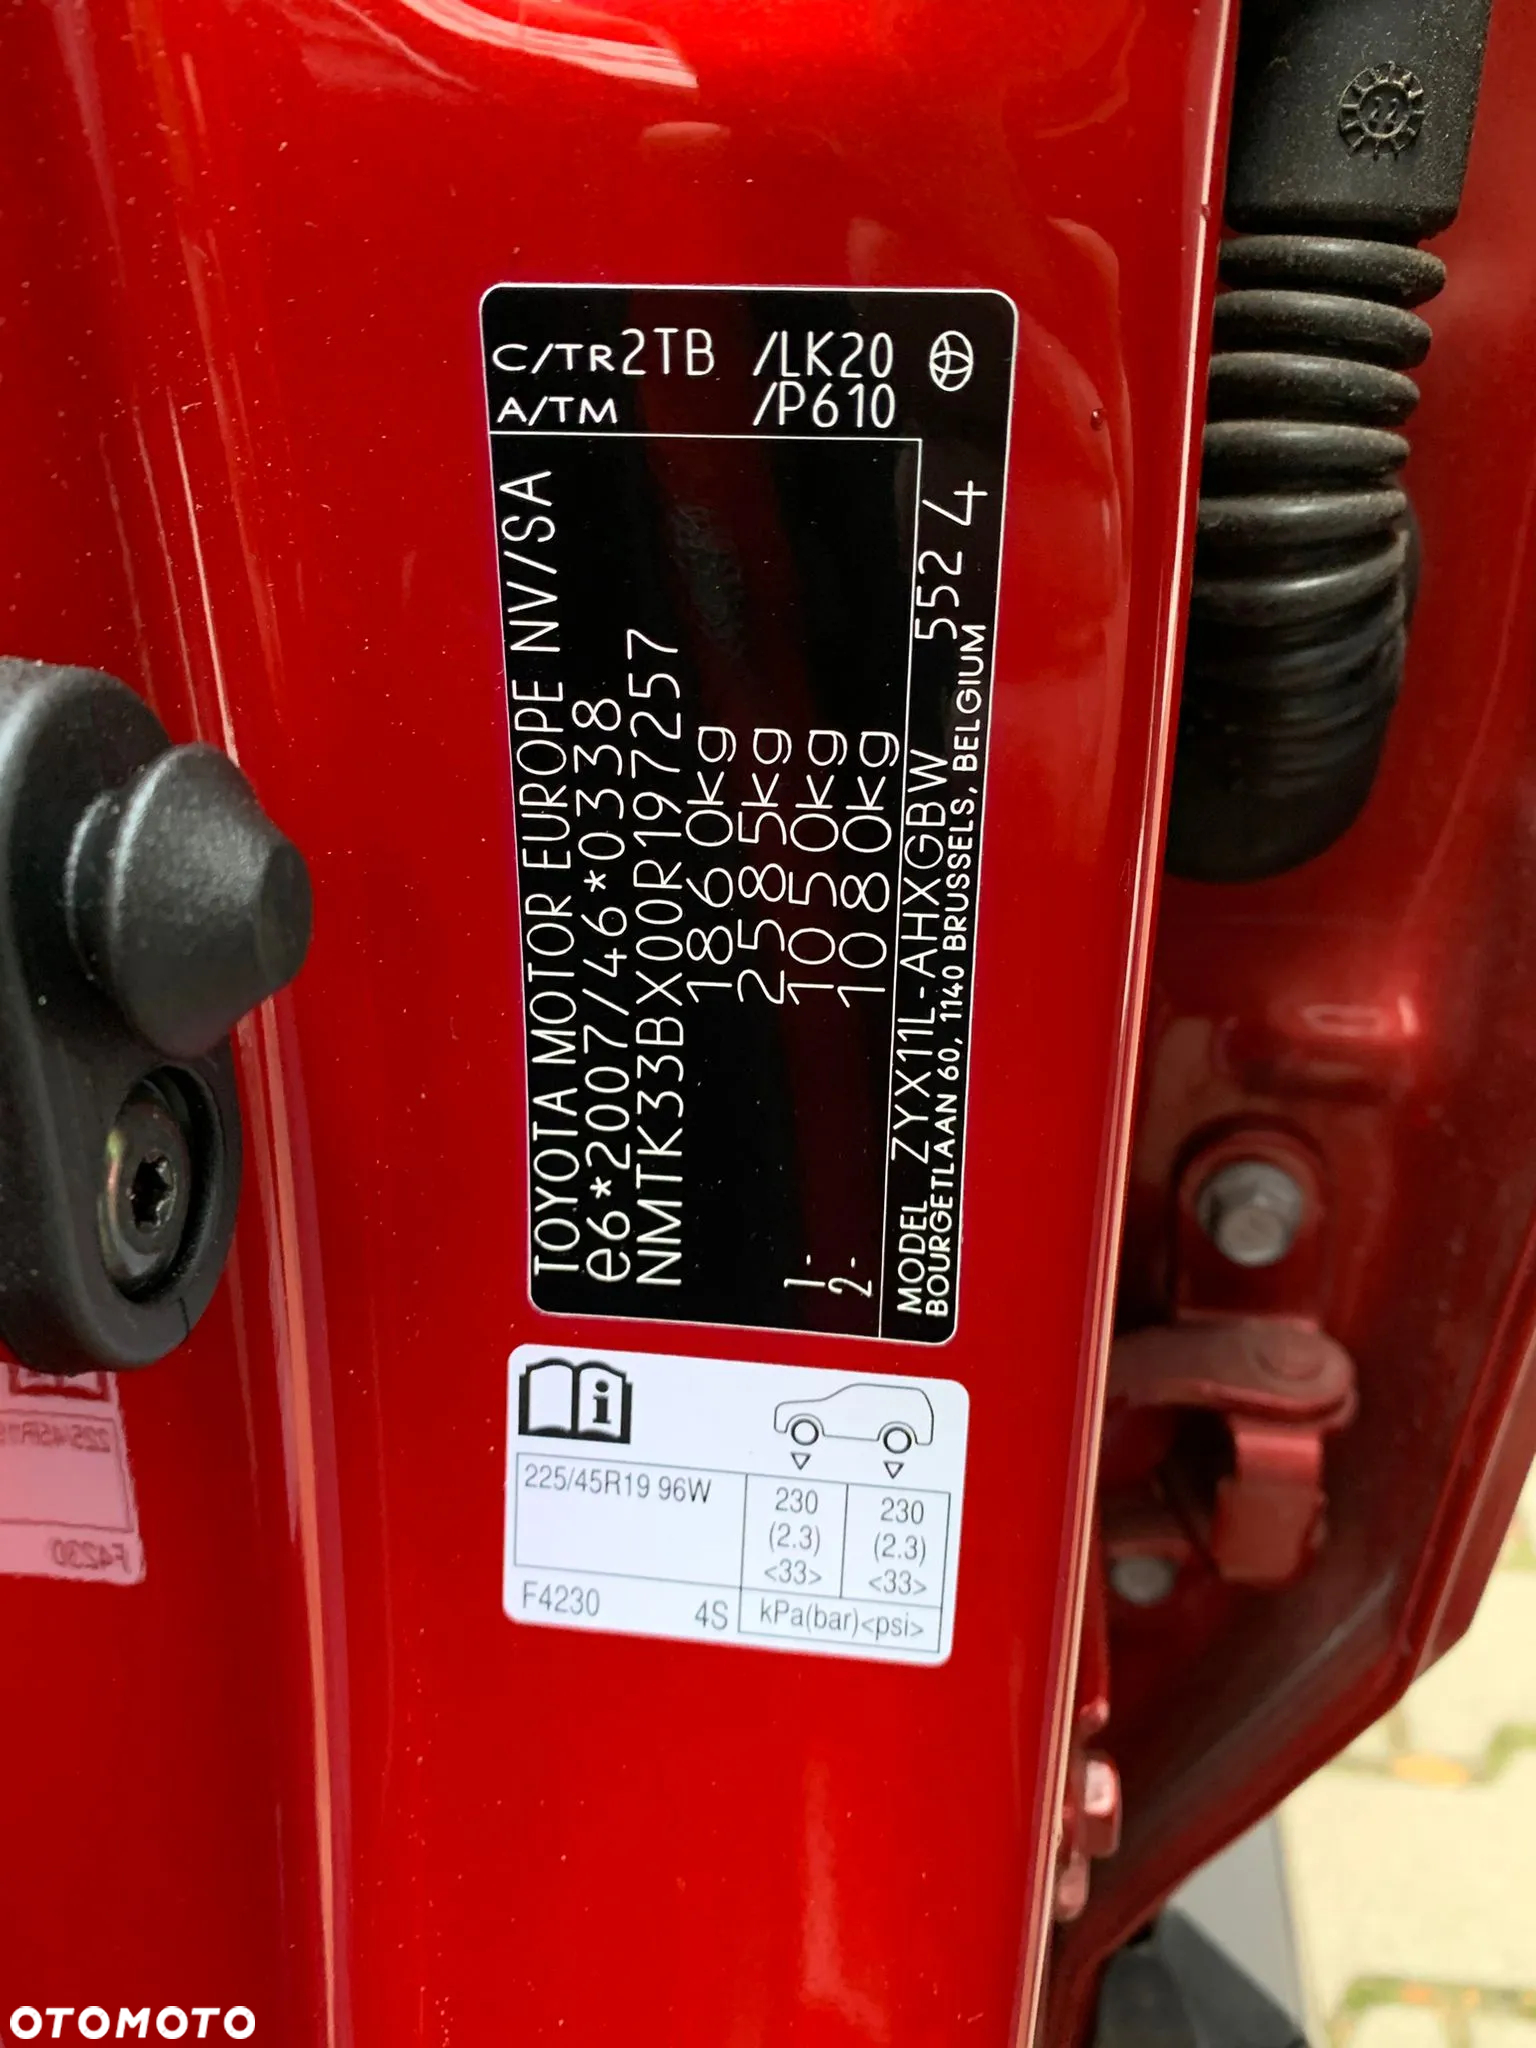 C/TR 2TB /LK20
A/TM /P610
TOYOTA MOTOR EUROPE NV/SA
e6*2007/46*0338
NMTK33BX00R197257
1860kg
2585kg
1- 1050kg
2- 1080kg
MODEL ZYX11L-AHXGBW 552 4
BOURGETLAAN 60, 1140 BRUSSELS, BELGIUM
i
225/45R19 96W
230 230
(2.3) (2.3)
<33> <33>
F4230 4S kPa(bar)<psi>
OTOMOTO